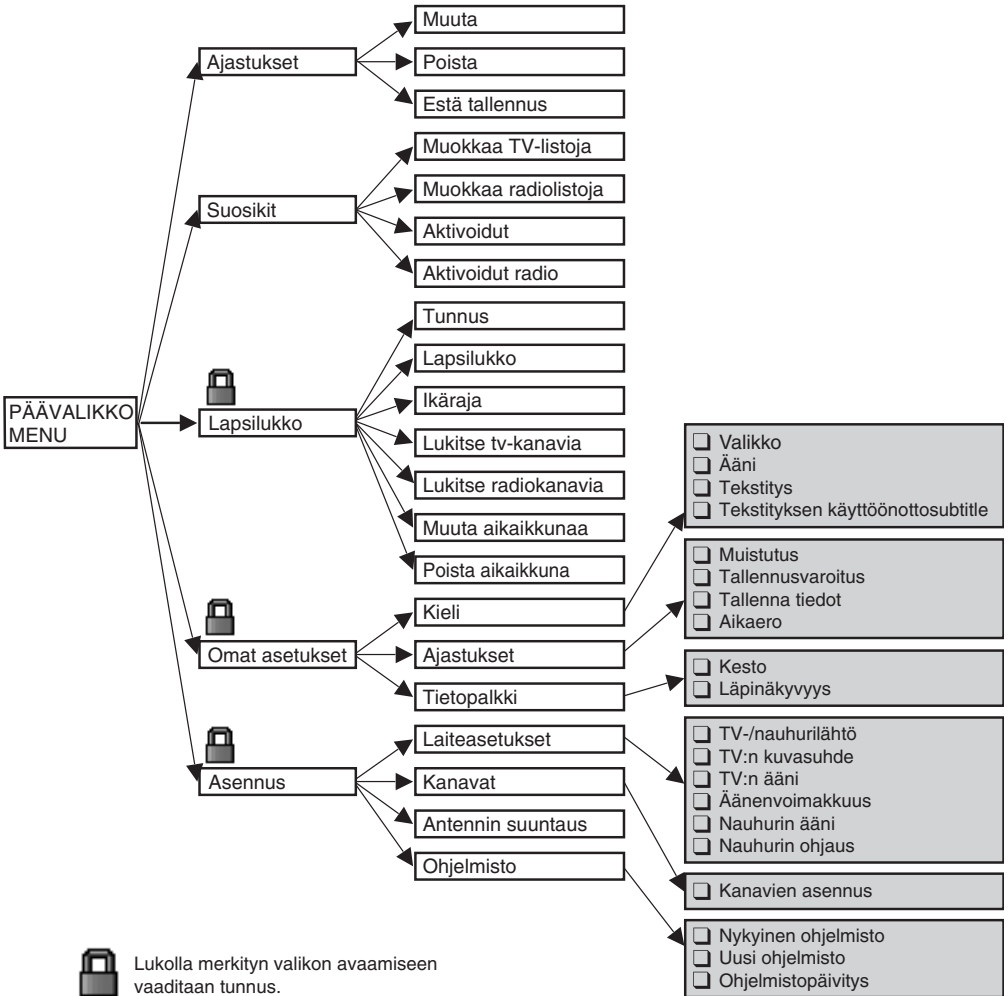 PÄÄVALIKKO
MENU
Ajastukset
Muuta
Poista
Estä tallennus
Suosikit
Muokkaa TV-listoja
Muokkaa radiolistoja
Aktivoidut
Aktivoidut radio
Lapsilukko
Tunnus
Lapsilukko
Ikäraja
Lukitse tv-kanavia
Lukitse radiokanavia
Muuta aikaikkunaa
Poista aikaikkuna
Omat asetukset
Kieli
Valikko
Ääni
Tekstitys
Tekstityksen käyttöönottosubtitle
Ajastukset
Muistutus
Tallennusvaroitus
Tallenna tiedot
Aikaero
Tietopalkki
Kesto
Läpinäkyvyys
Asennus
Laiteasetukset
TV-/nauhurilähtö
TV:n kuvasuhde
TV:n ääni
Äänenvoimakkuus
Nauhurin ääni
Nauhurin ohjaus
Kanavat
Kanavien asennus
Antennin suuntaus
Ohjelmisto
Nykyinen ohjelmisto
Uusi ohjelmisto
Ohjelmistopäivitys
Lukolla merkityn valikon avaamiseen
vaaditaan tunnus.